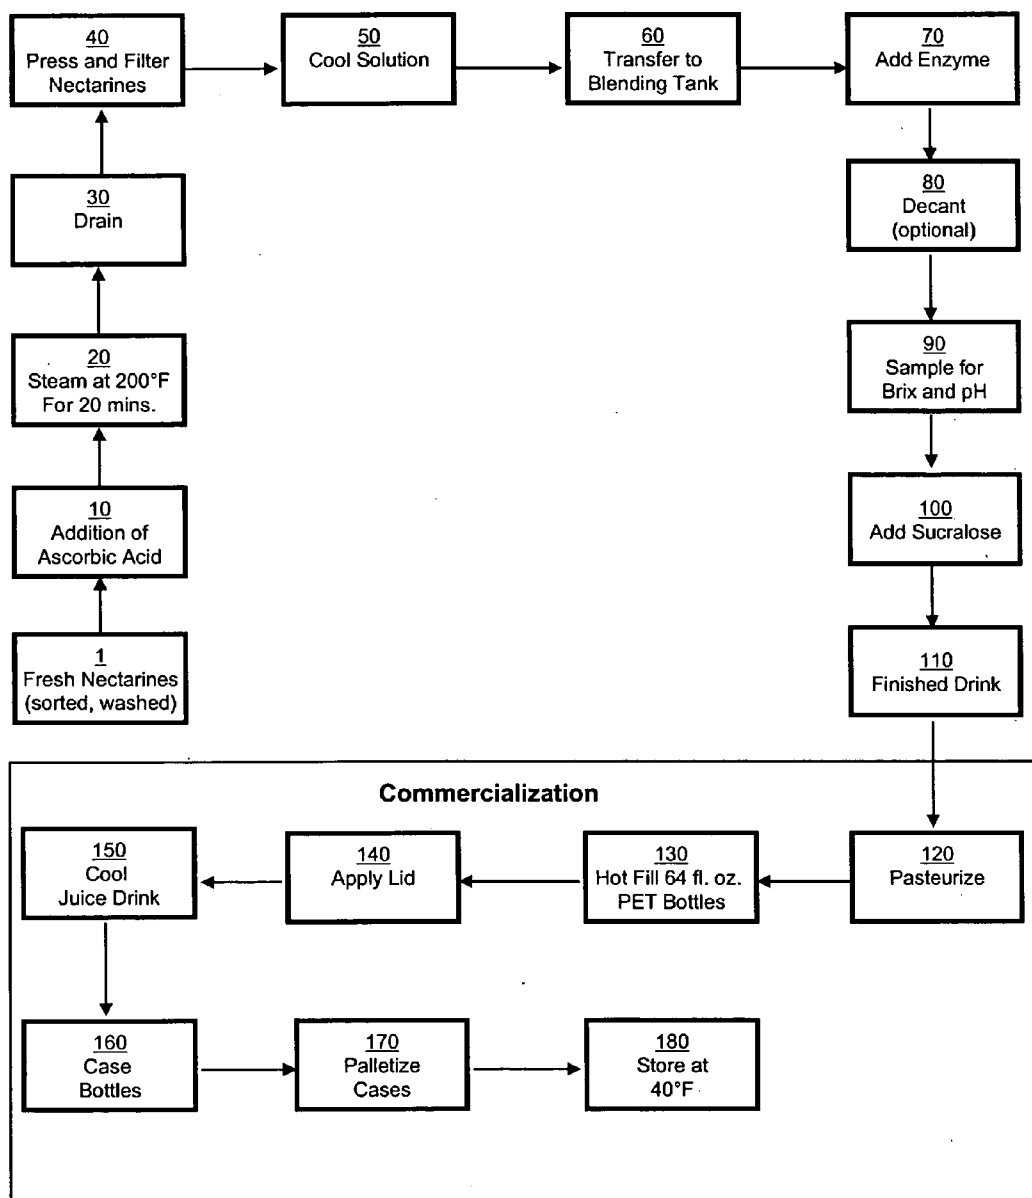 40
Press and Filter
Nectarines
50
Cool Solution
60
Transfer to
Blending Tank
70
Add Enzyme
30
Drain
80
Decant
(optional)
20
Steam at 200°F
For 20 mins.
90
Sample for
Brix and pH
10
Addition of
Ascorbic Acid
100
Add Sucralose
1
Fresh Nectarines
(sorted, washed)
110
Finished Drink
Commercialization
150
Cool
Juice Drink
140
Apply Lid
130
Hot Fill 64 fl. oz.
PET Bottles
120
Pasteurize
160
Case
Bottles
170
Palletize
Cases
180
Store at
40°F